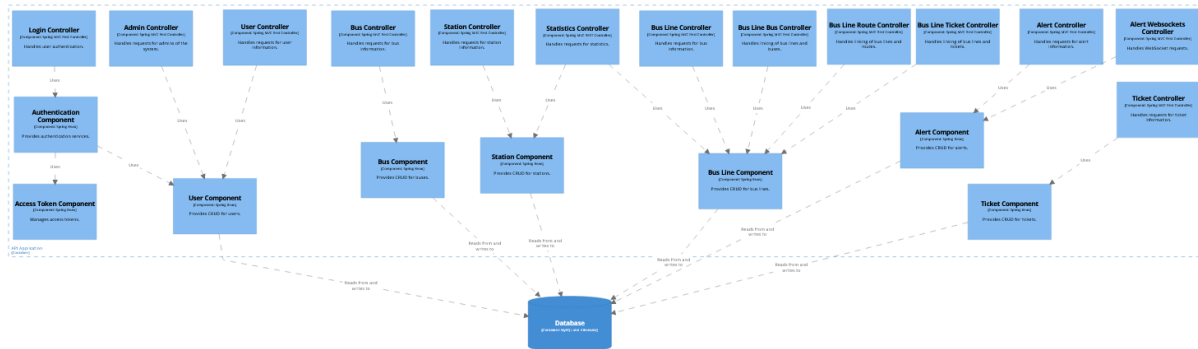 Login Controller
[Component: Spring MVC Rest Controller]
Handles user authentication.
Admin Controller
[Component: Spring MVC Rest Controller]
Handles requests for admins of the
system.
User Controller
[Component: Spring MVC Rest Controller]
Handles requests for user
information.
Bus Controller
[Component: Spring MVC Rest Controller]
Handles requests for bus
information.
Station Controller
[Component: Spring MVC Rest Controller]
Handles requests for station
information.
Statistics Controller
[Component: Spring MVC Rest Controller]
Handles requests for statistics.
Bus Line Controller
[Component: Spring MVC Rest Controller]
Handles requests for bus
information.
Bus Line Bus Controller
[Component: Spring MVC Rest Controller]
Handles linking of bus lines and
buses.
Bus Line Route Controller
[Component: Spring MVC Rest Controller]
Handles linking of bus lines and
routes.
Bus Line Ticket Controller
[Component: Spring MVC Rest Controller]
Handles linking of bus lines and
tickets.
Alert Controller
[Component: Spring MVC Rest Controller]
Handles requests for alert
information.
Alert Websockets
Controller
[Component: Spring MVC Rest Controller]
Handles WebSocket requests.
Uses
Uses
Uses
Uses
Uses
Uses
Uses
Uses
Uses
Uses
Uses
Uses
Uses
Uses
Authentication
Component
[Component: Spring Bean]
Provides authentication services.
Ticket Controller
[Component: Spring MVC Rest Controller]
Handles requests for ticket
information.
Alert Component
[Component: Spring Bean]
Provides CRUD for alerts.
Bus Component
[Component: Spring Bean]
Provides CRUD for buses.
Station Component
[Component: Spring Bean]
Provides CRUD for stations.
Bus Line Component
[Component: Spring Bean]
Provides CRUD for bus lines.
Uses
Uses
Uses
Access Token Component
[Component: Spring Bean]
Manages access tokens.
User Component
[Component: Spring Bean]
Provides CRUD for users.
Ticket Component
[Component: Spring Bean]
Provides CRUD for tickets.
API Application
[Container]
Reads from and
writes to
Reads from and
writes to
Reads from and
writes to
Reads from and
writes to
Reads from and
writes to
Reads from and
writes to
Database